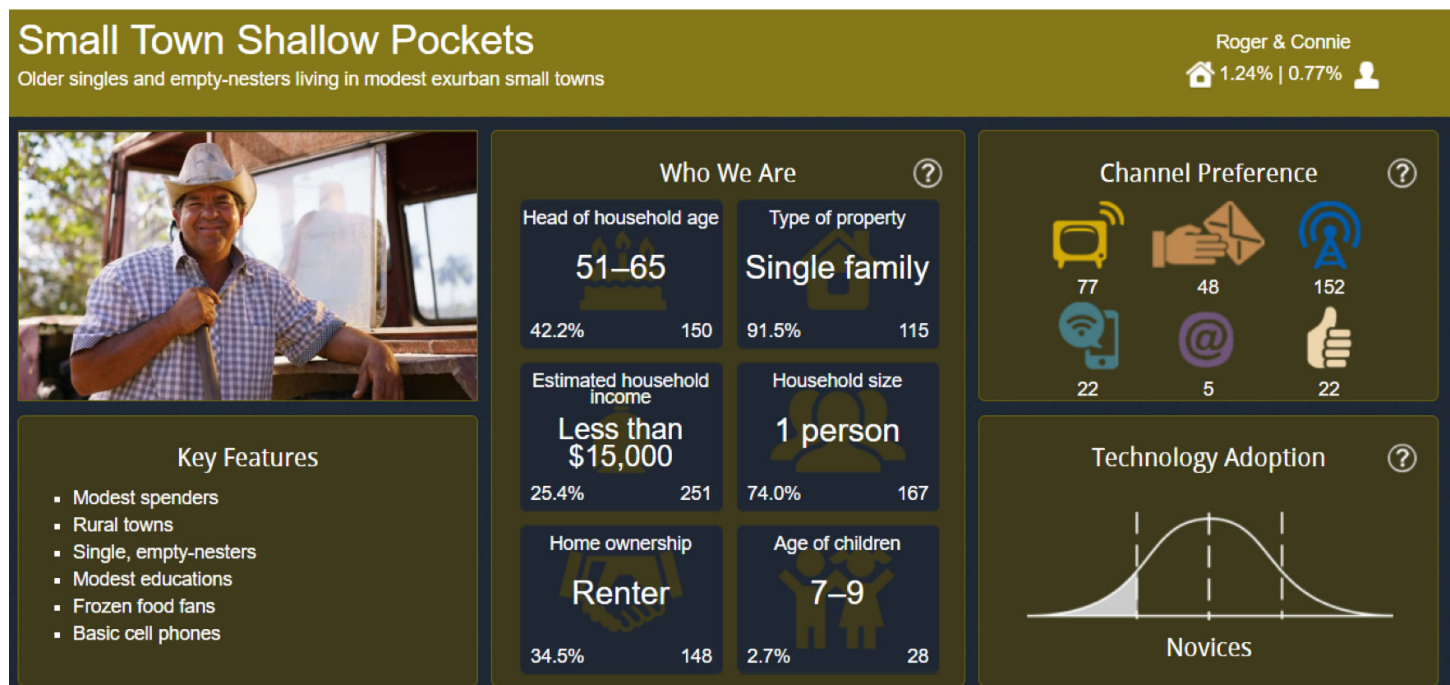 Small Town Shallow Pockets
Older singles and empty-nesters living in modest exurban small towns
Roger & Connie
1.24% | 0.77%
Key Features
Modest spenders
Rural towns
Single, empty-nesters
Modest educations
Frozen food fans
Basic cell phones
Who We Are
?
Head of household age
51–65
42.2% 150
Type of property
Single family
91.5% 115
Estimated household
income
Less than
$15,000
25.4% 251
Household size
1 person
74.0% 167
Home ownership
Renter
34.5% 148
Age of children
7–9
2.7% 28
Channel Preference
?
77 48 152
@
22 5 22
Technology Adoption
?
Novices